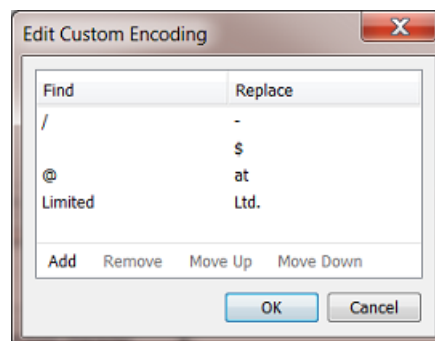 Edit Custom Encoding
X
Find Replace
/ -
$
@ at
Limited Ltd.
Add Remove Move Up Move Down
OK Cancel